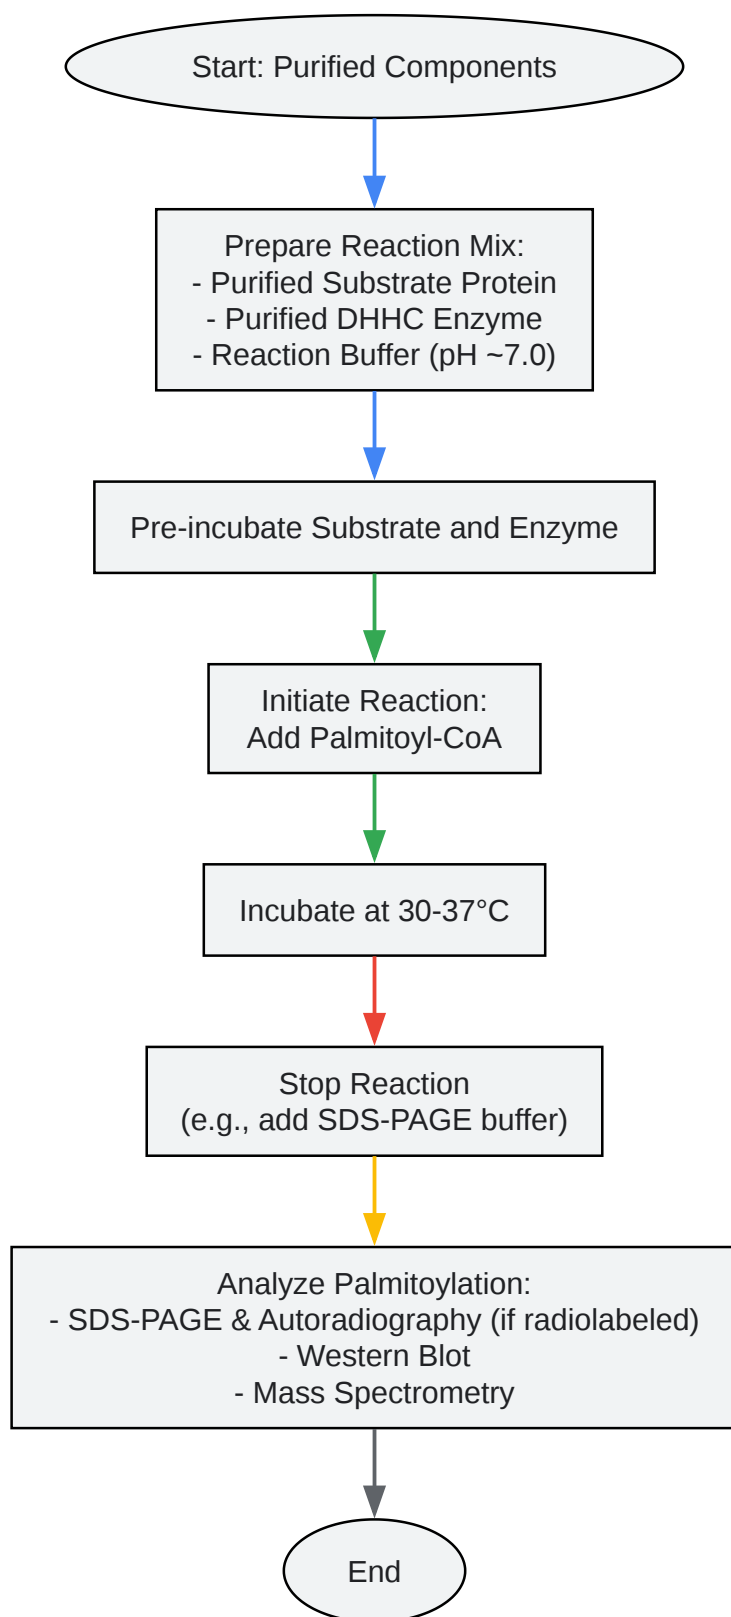 Start: Purified Components
Prepare Reaction Mix:
- Purified Substrate Protein
- Purified DHHC Enzyme
- Reaction Buffer (pH ~7.0)
Pre-incubate Substrate and Enzyme
Initiate Reaction:
Add Palmitoyl-CoA
Incubate at 30-37°C
Stop Reaction
(e.g., add SDS-PAGE buffer)
Analyze Palmitoylation:
- SDS-PAGE & Autoradiography (if radiolabeled)
- Western Blot
- Mass Spectrometry
End